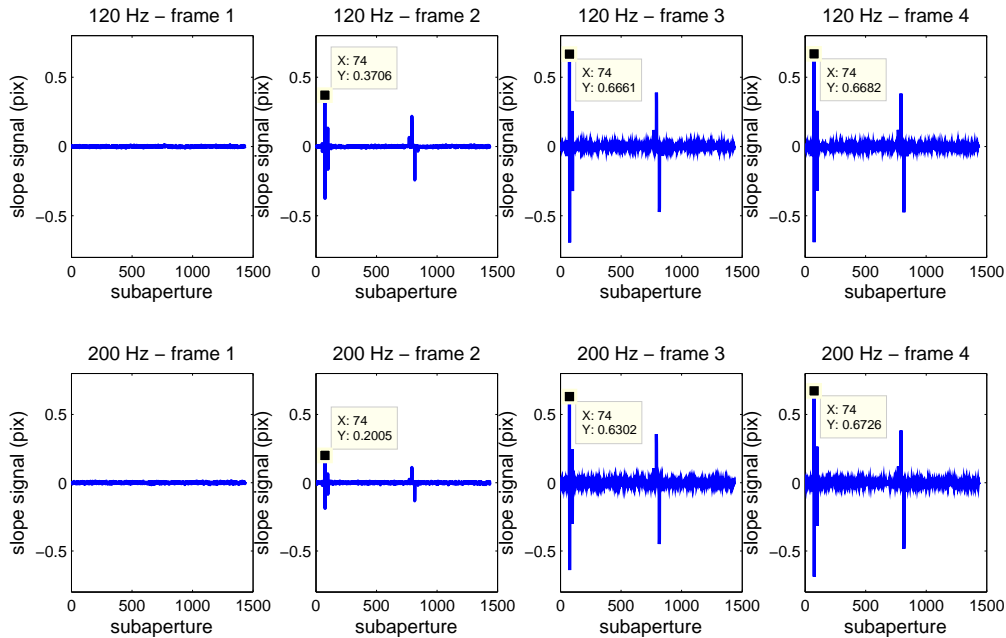 120 Hz − frame 1
120 Hz − frame 2
120 Hz − frame 3
120 Hz − frame 4
slope signal (pix)
0.5
0
−0.5
0 500 1000 1500
subaperture
slope signal (pix)
0.5
0
−0.5
X: 74
Y: 0.3706
0 500 1000 1500
subaperture
slope signal (pix)
0.5
0
−0.5
X: 74
Y: 0.6661
0 500 1000 1500
subaperture
slope signal (pix)
0.5
0
−0.5
X: 74
Y: 0.6682
0 500 1000 1500
subaperture
200 Hz − frame 1
200 Hz − frame 2
200 Hz − frame 3
200 Hz − frame 4
slope signal (pix)
0.5
0
−0.5
0 500 1000 1500
subaperture
slope signal (pix)
0.5
0
−0.5
X: 74
Y: 0.2005
0 500 1000 1500
subaperture
slope signal (pix)
0.5
0
−0.5
X: 74
Y: 0.6302
0 500 1000 1500
subaperture
slope signal (pix)
0.5
0
−0.5
X: 74
Y: 0.6726
0 500 1000 1500
subaperture